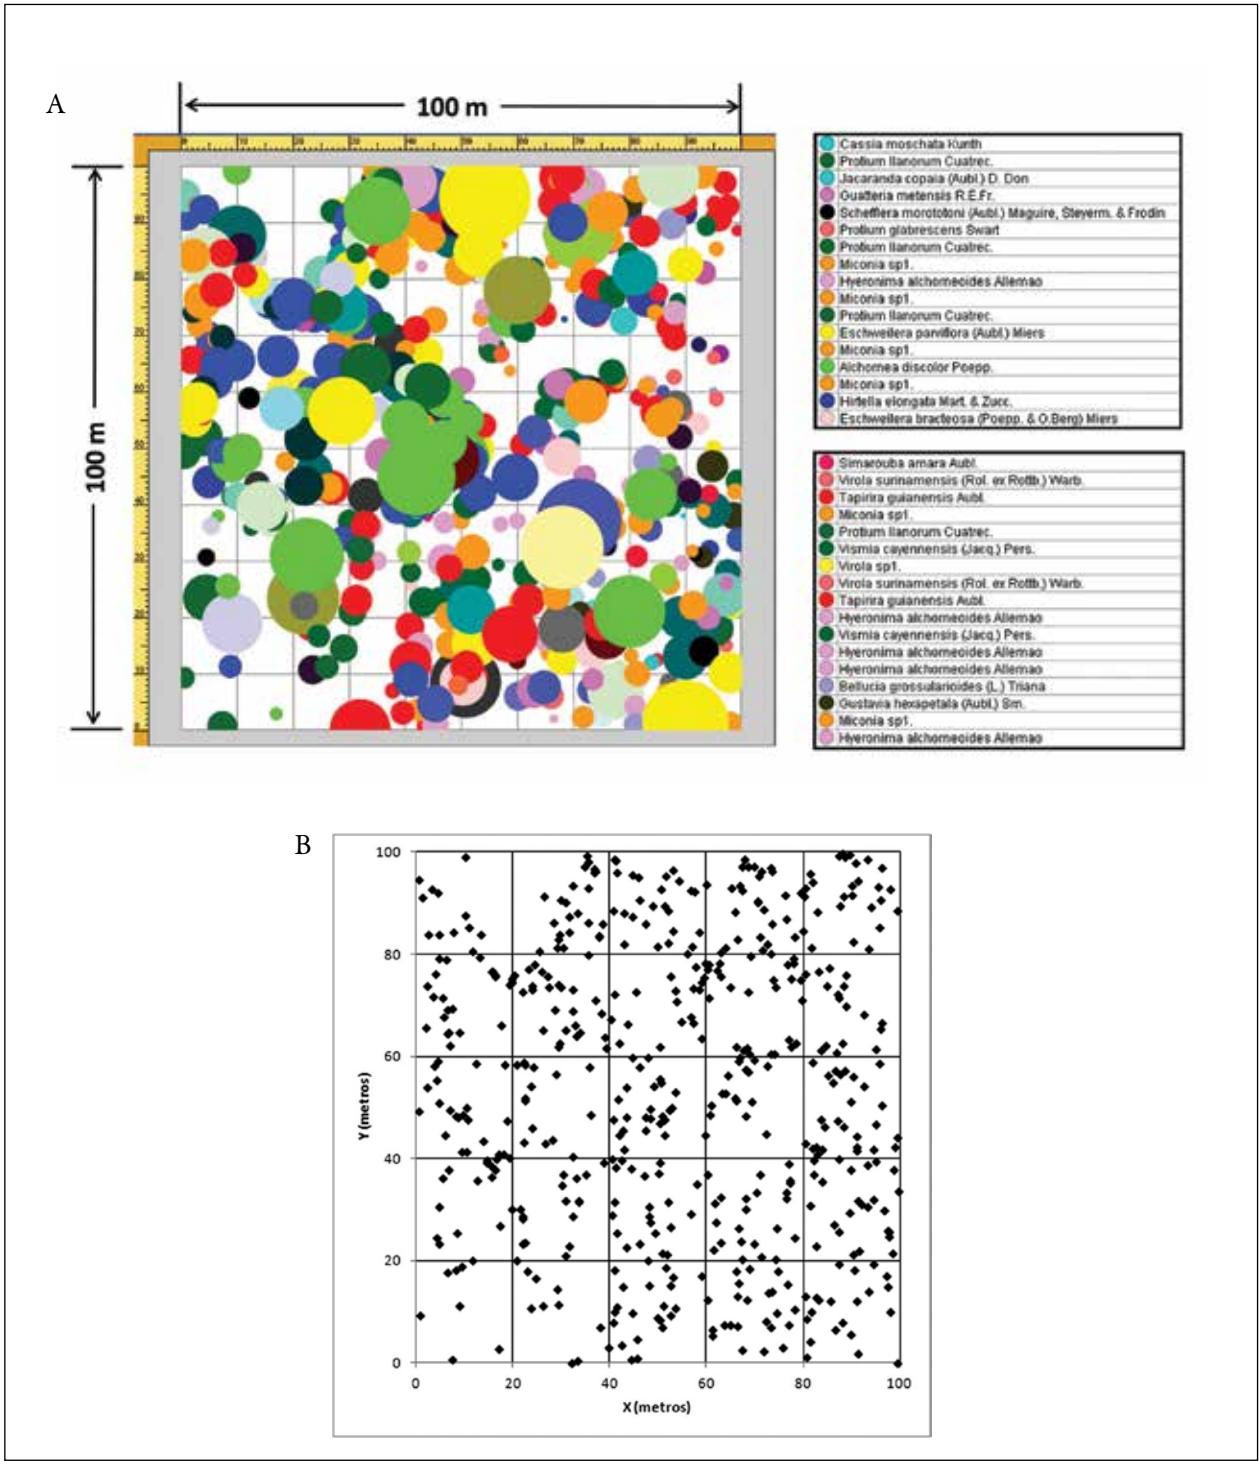 A
100 m
100 m
Cassia moschata Kunth
Protium llanorum Cuatrec.
Jacaranda copaia (Aubl.) D. Don
Guatteria metensis R.E.Fr.
Schefflera morototoni (Aubl.) Maguire, Steyerm. & Frodin
Protium glabrescens Swart
Protium llanorum Cuatrec.
Miconia sp1.
Hyeronima alchorneoides Allemao
Miconia sp1.
Protium llanorum Cuatrec.
Eschweilera parviflora (Aubl.) Miers
Miconia sp1.
Alchornea discolor Poepp.
Miconia sp1.
Hirtella elongata Mart. & Zucc.
Eschweilera bracteosa (Poepp. & O.Berg) Miers
Simarouba amara Aubl.
Virola surinamensis (Rol. ex Rottb.) Warb.
Tapirira guianensis Aubl.
Miconia sp1.
Protium llanorum Cuatrec.
Vismia cayennensis (Jacq.) Pers.
Virola sp1.
Virola surinamensis (Rol. ex Rottb.) Warb.
Tapirira guianensis Aubl.
Hyeronima alchorneoides Allemao
Vismia cayennensis (Jacq.) Pers.
Hyeronima alchorneoides Allemao
Hyeronima alchorneoides Allemao
Bellucia grossularioides (L.) Triana
Gustavia hexapetala (Aubl.) Sm.
Miconia sp1.
Hyeronima alchorneoides Allemao
B
100
80
60
40
20
0
Y (metros)
0 20 40 60 80 100
X (metros)